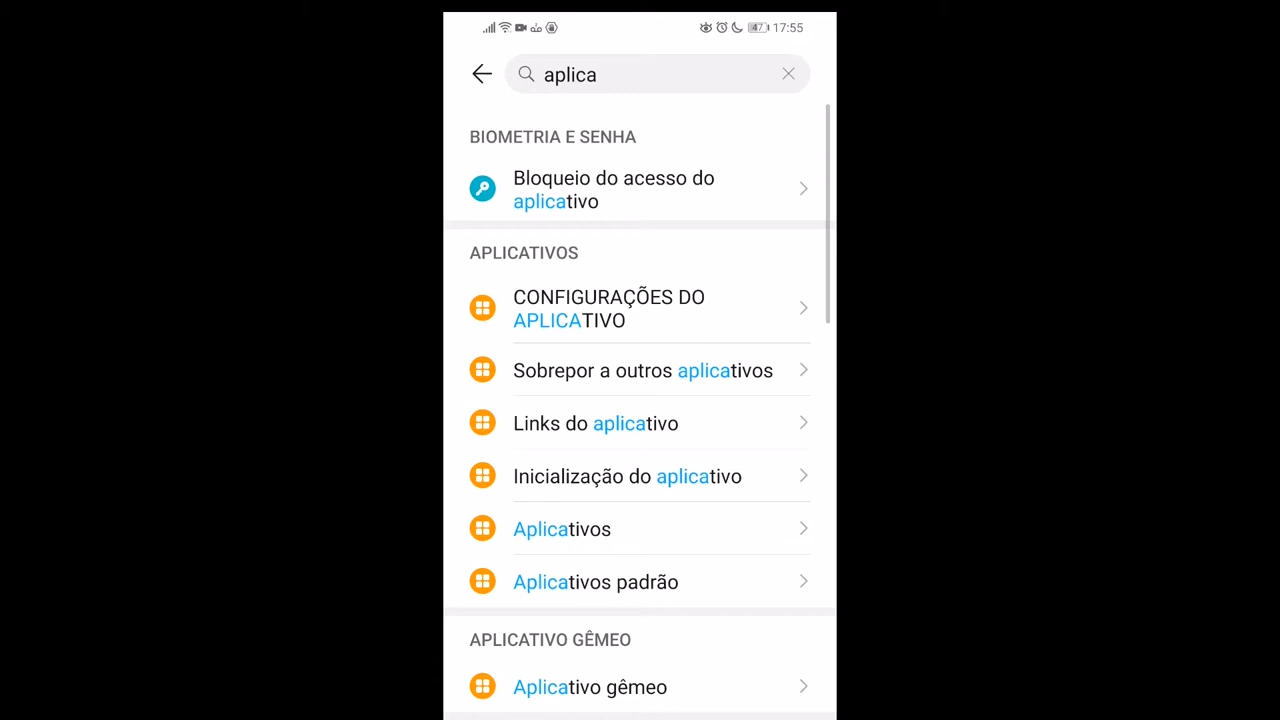 47 17:55
aplica
BIOMETRIA E SENHA
Bloqueio do acesso do
aplicativo
APLICATIVOS
CONFIGURAÇÕES DO
APLICATIVO
Sobrepor a outros aplicativos
Links do aplicativo
Inicialização do aplicativo
Aplicativos
Aplicativos padrão
APLICATIVO GÊMEO
Aplicativo gêmeo